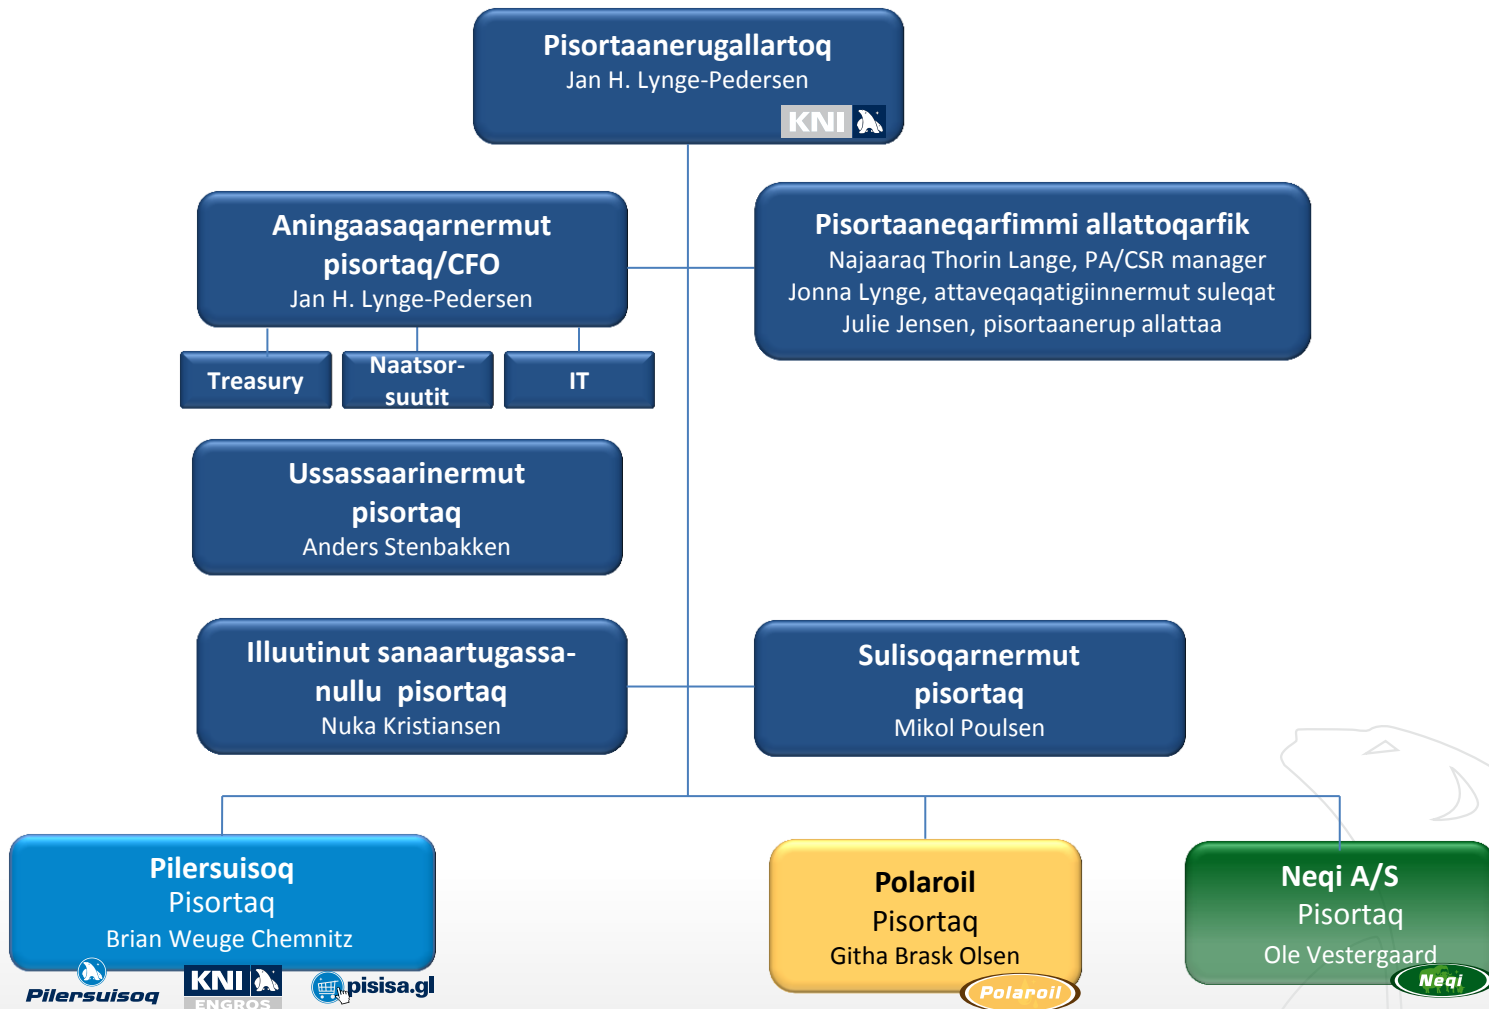 Pisortaanerugallartoq
Jan H. Lynge-Pedersen
KNI
Aningaasaqarnermut
pisortaq/CFO
Jan H. Lynge-Pedersen
Pisortaaneqarfimmi allattoqarfik
Najaaraq Thorin Lange, PA/CSR manager
Jonna Lynge, attaveqaqatigiinnermut suleqat
Julie Jensen, pisortaanerup allattaa
Treasury
Naatsor-
suutit
IT
Ussassaarinermut
pisortaq
Anders Stenbakken
Illuutinut sanaartugassa-
nullu pisortaq
Nuka Kristiansen
Sulisoqarnermut
pisortaq
Mikol Poulsen
Pilersuisoq
Pisortaq
Brian Weuge Chemnitz
Pilersuisoq
KNI
ENGROS
pisisa.gl
Polaroil
Pisortaq
Githa Brask Olsen
Polaroil
Neqi A/S
Pisortaq
Ole Vestergaard
Neqi